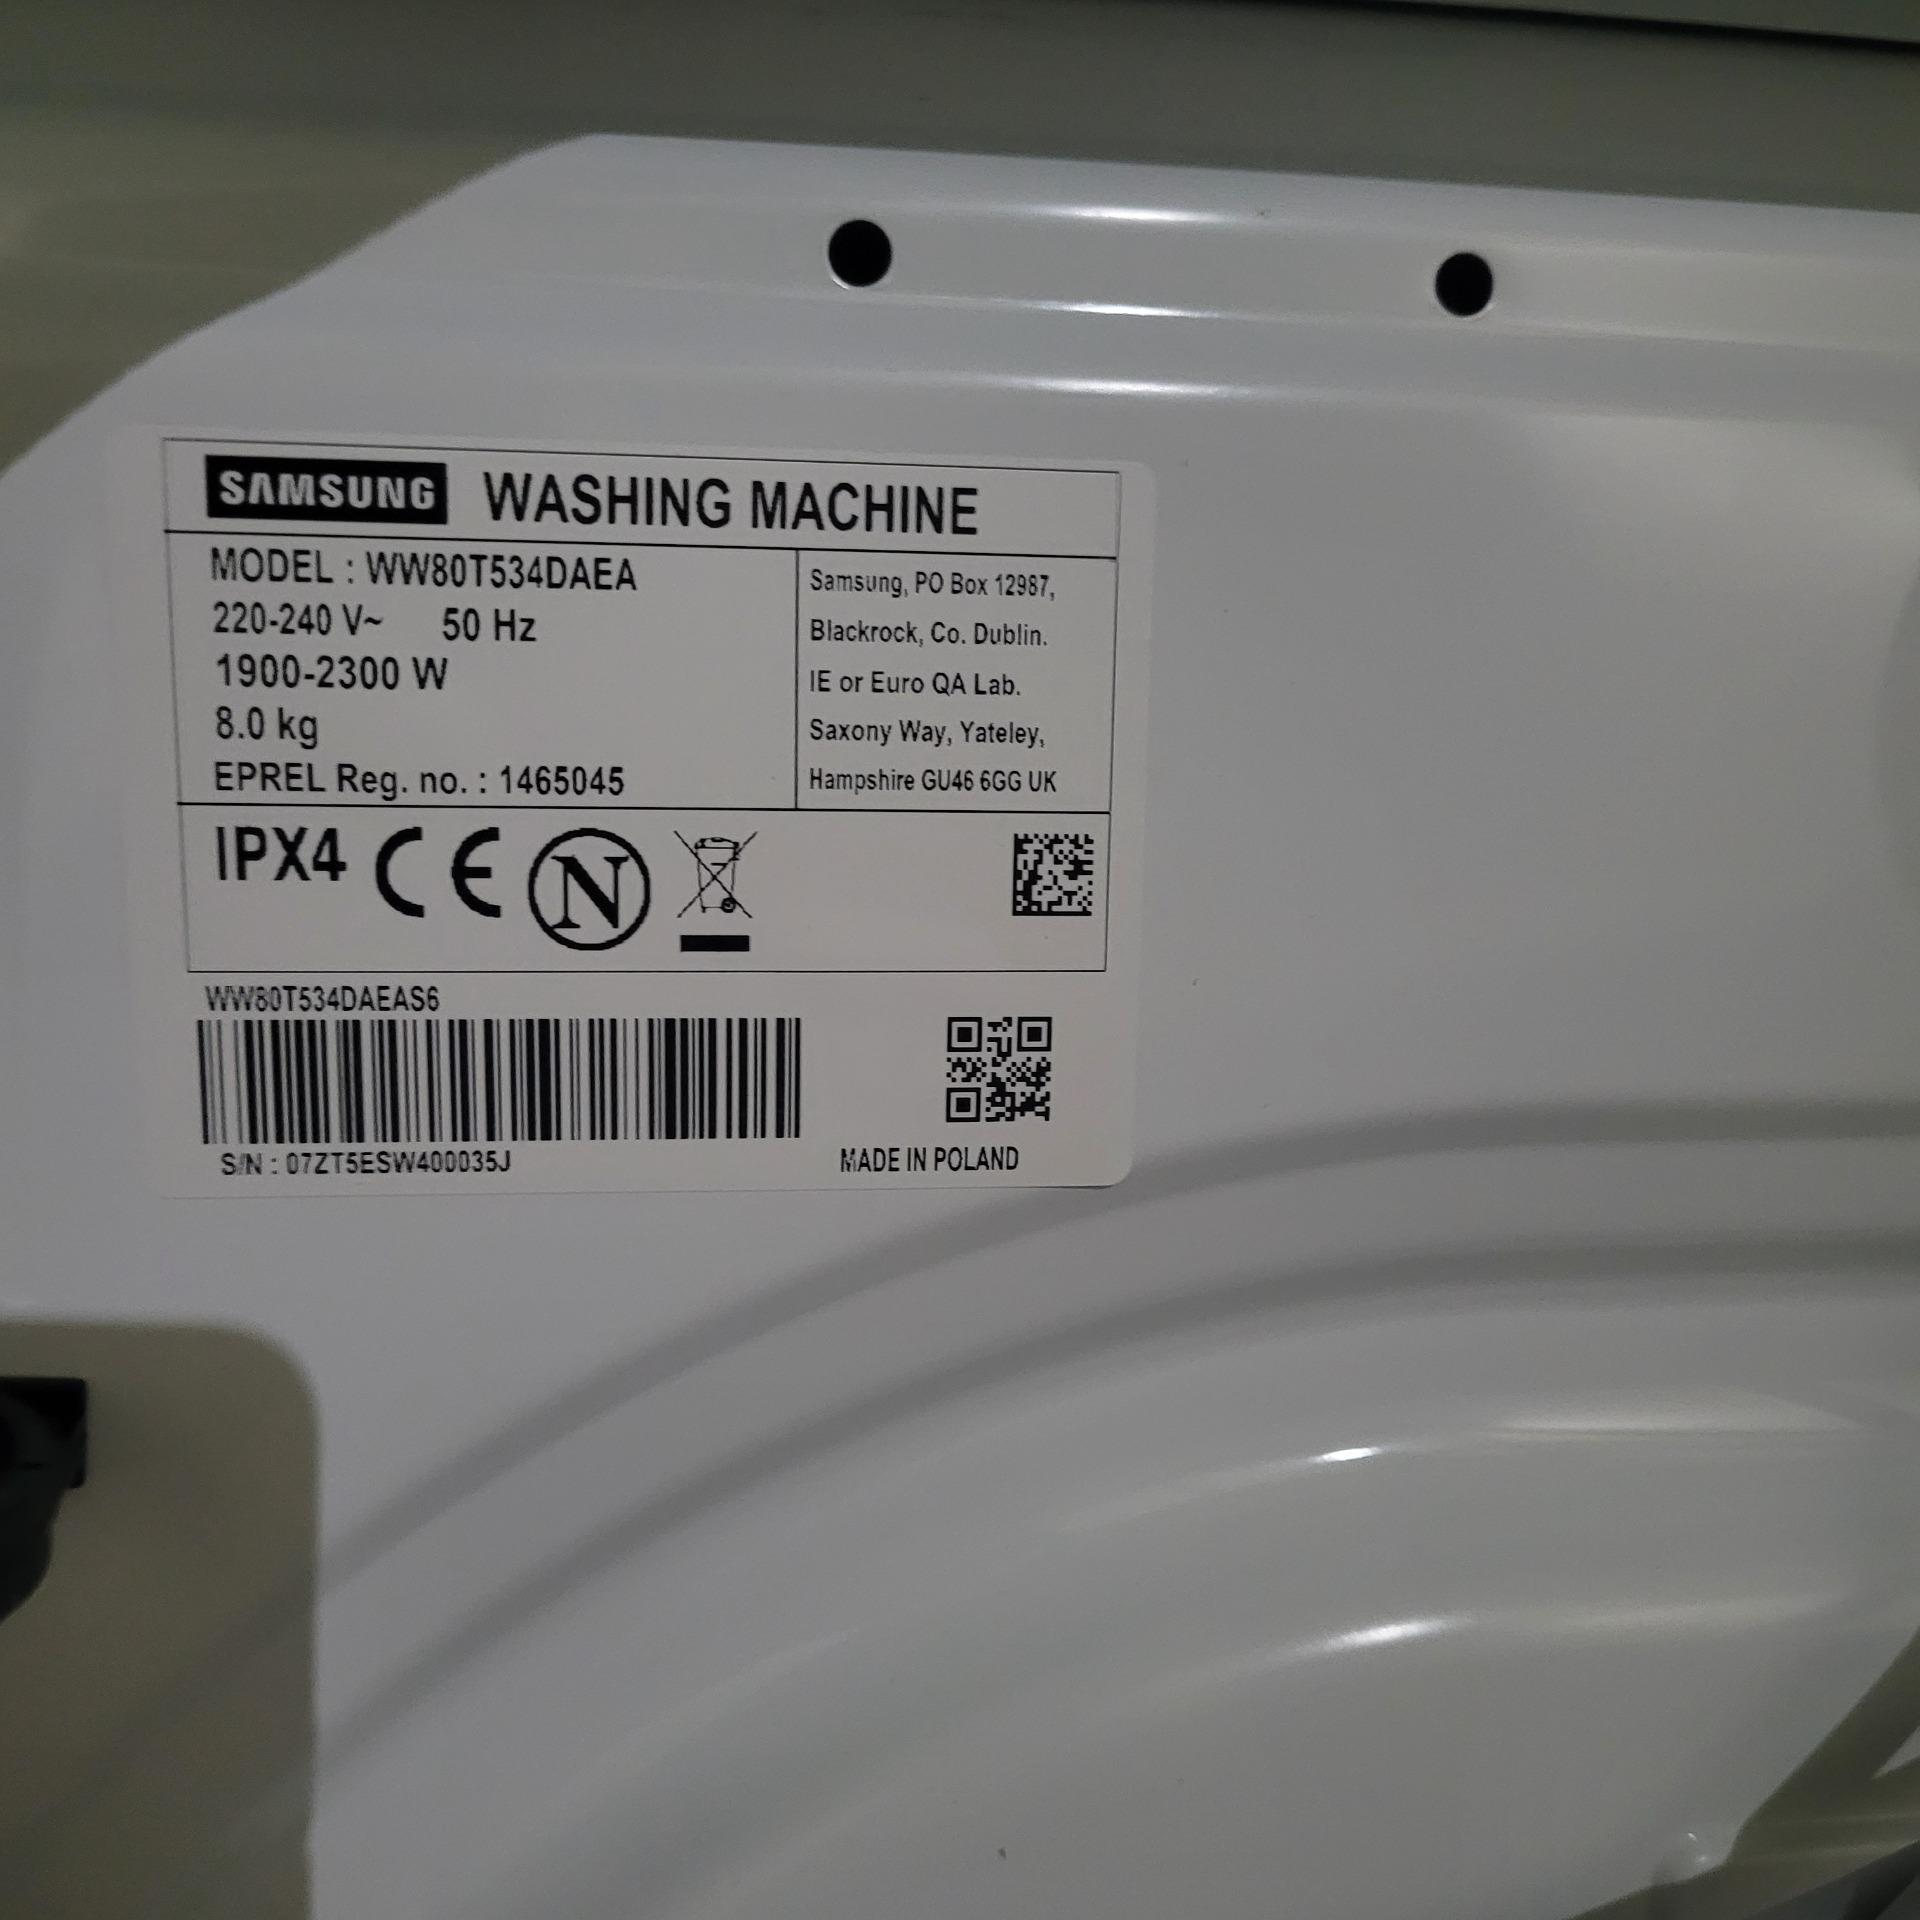 SAMSUNG WASHING MACHINE
MODEL : WW80T534DAEA
220-240 V~ 50 Hz
1900-2300 W
8.0 kg
EPREL Reg. no. : 1465045
Samsung, PO Box 12987,
Blackrock, Co. Dublin.
IE or Euro QA Lab.
Saxony Way, Yateley,
Hampshire GU46 6GG UK
IPX4 CE N
WW80T534DAEAS6
S/N : 07ZT5ESW400035J
MADE IN POLAND